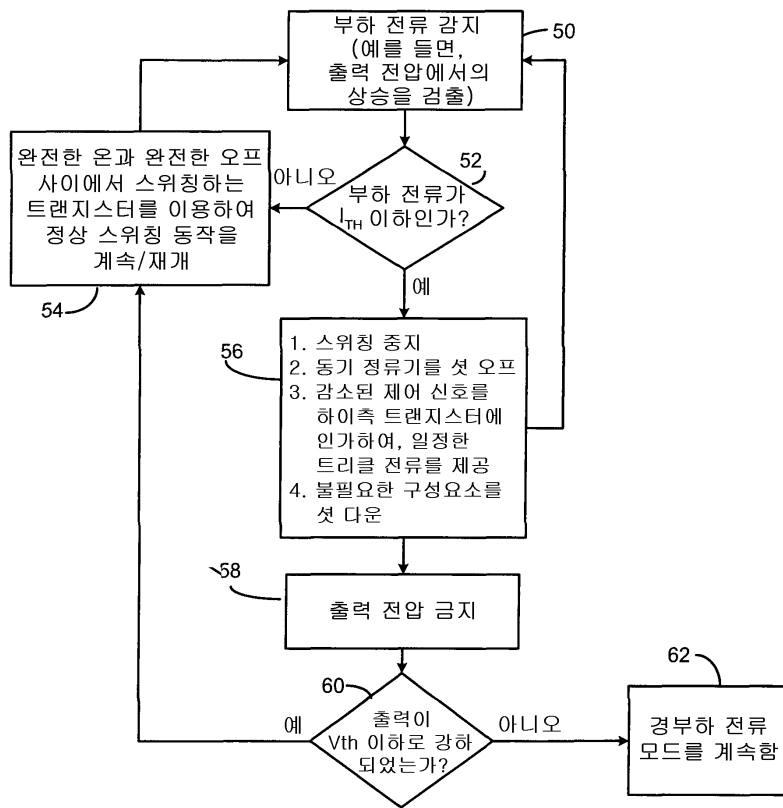 부하 전류 감지
(예를 들면,
출력 전압에서의
상승을 검출)
50
완전한 온과 완전한 오프
사이에서 스위칭하는
트랜지스터를 이용하여
정상 스위칭 동작을
계속/재개
54
아니오
52
부하 전류가
I_TH 이하인가?
예
56
1. 스위칭 중지
2. 동기 정류기를 셧 오프
3. 감소된 제어 신호를
하이측 트랜지스터에
인가하여, 일정한
트리클 전류를 제공
4. 불필요한 구성요소를
셧 다운
58
출력 전압 금지
60
예
출력이
Vth 이하로 강하
되었는가?
아니오
62
경부하 전류
모드를 계속함